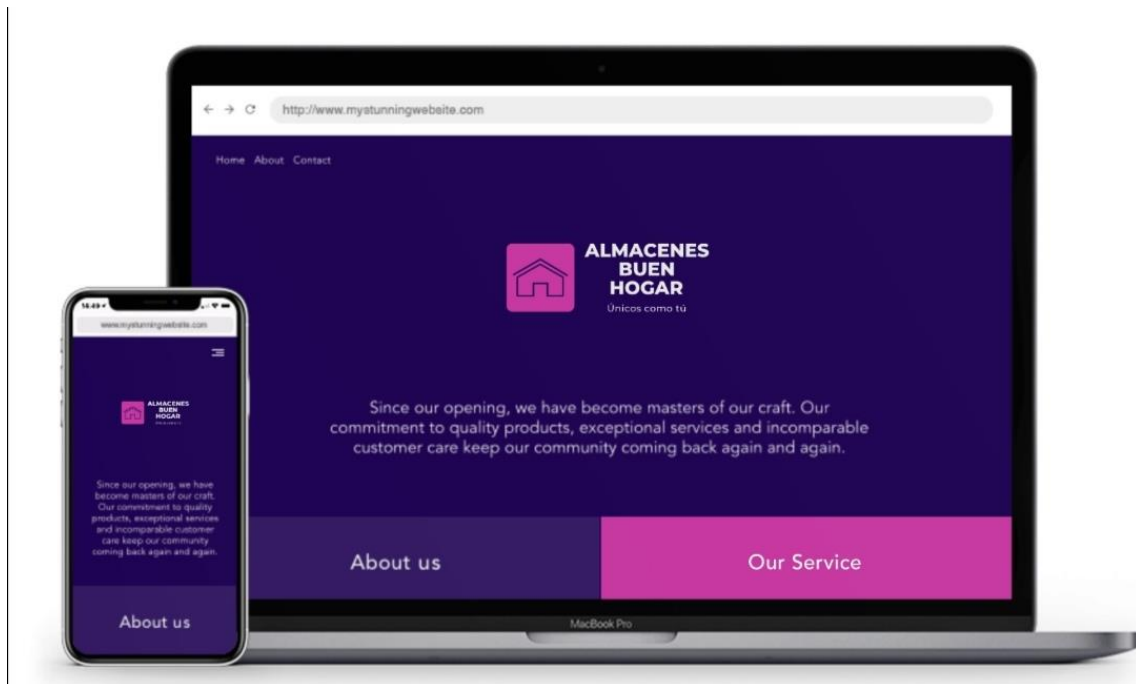 http://www.mystunningwebsite.com
Home About Contact
ALMACENES
BUEN
HOGAR
Únicos como tú
Since our opening, we have become masters of our craft. Our
commitment to quality products, exceptional services and incomparable
customer care keep our community coming back again and again.
About us
Our Service
MacBook Pro
18:49
www.mystunningwebsite.com
ALMACENES
BUEN
HOGAR
Since our opening, we have
become masters of our craft.
Our commitment to quality
products, exceptional services
and incomparable customer
care keep our community
coming back again and again.
About us